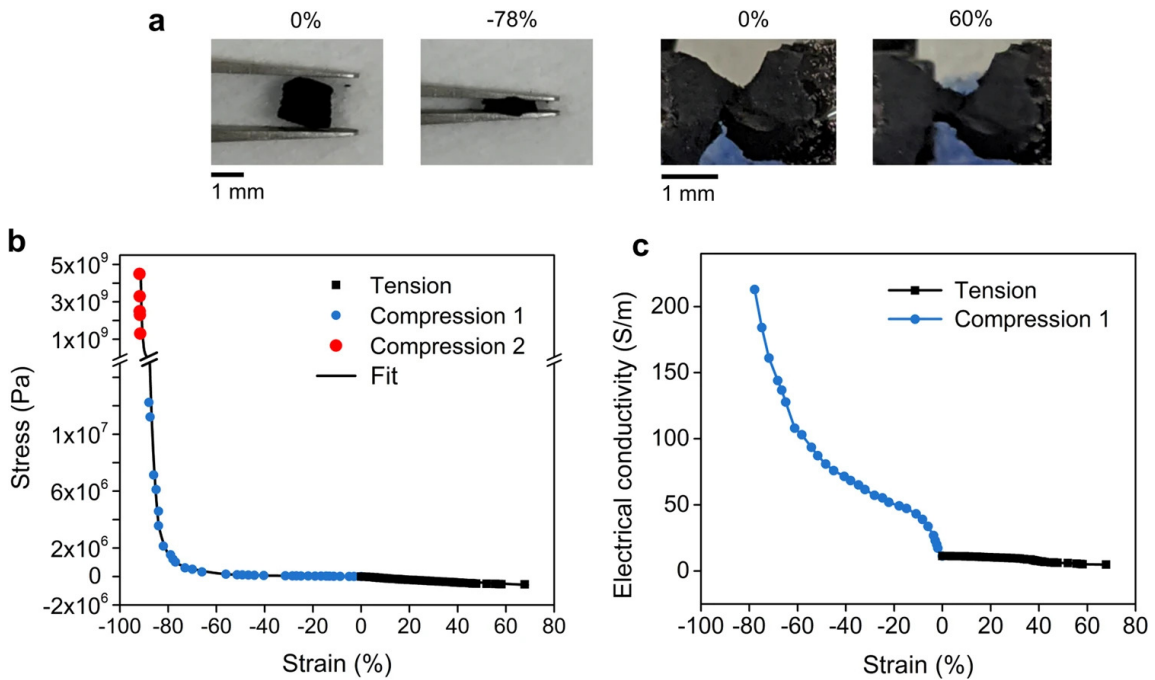 a
0%
-78%
0%
60%
1 mm
1 mm
b
5x10⁹
3x10⁹
1x10⁹
1x10⁷
6x10⁶
2x10⁶
0
-2x10⁶
Stress (Pa)
Tension
Compression 1
Compression 2
Fit
-100 -80 -60 -40 -20 0 20 40 60 80
Strain (%)
c
200
150
100
50
0
Electrical conductivity (S/m)
Tension
Compression 1
-100 -80 -60 -40 -20 0 20 40 60 80
Strain (%)